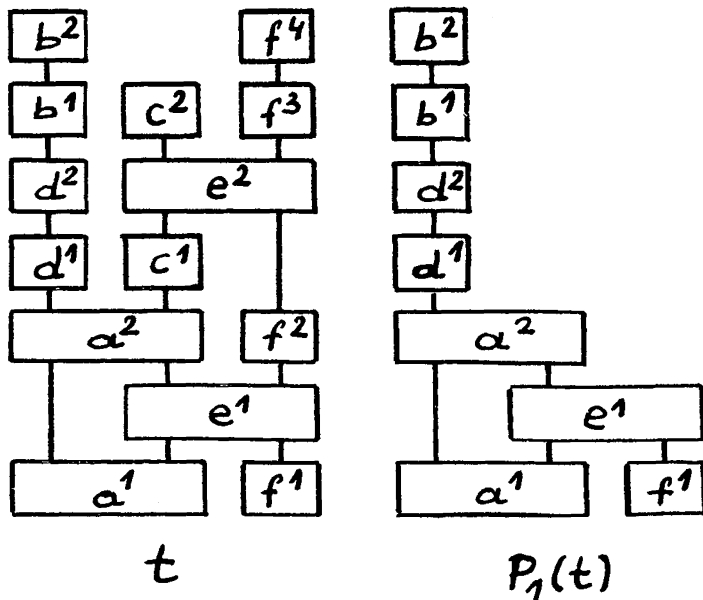 b² f⁴ b²
b¹ c² f³ b¹
d² e² d²
d¹ c¹ d¹
a² f² a²
e¹ e¹
a¹ f¹ a¹ f¹
t P₁(t)